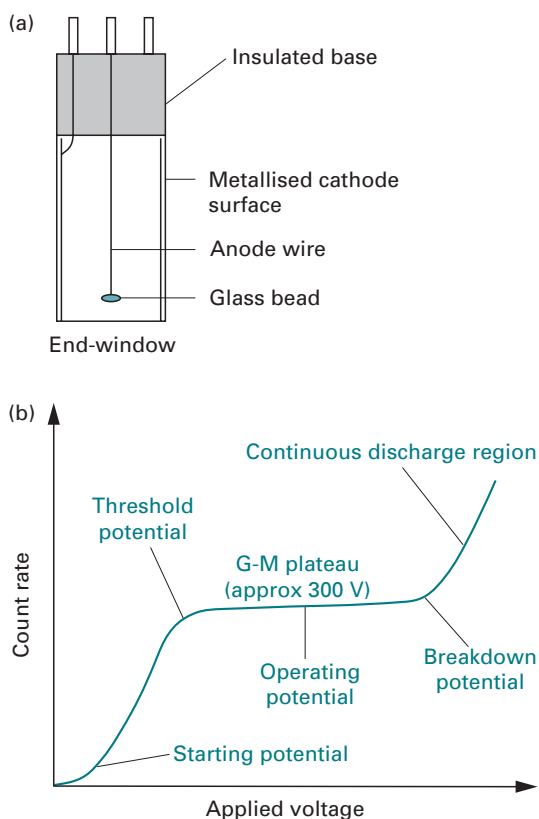 (a)
Insulated base
Metallised cathode
surface
Anode wire
Glass bead
End-window
(b)
Continuous discharge region
Threshold
potential
G-M plateau
(approx 300 V)
Operating
potential
Breakdown
potential
Starting potential
Count rate
Applied voltage